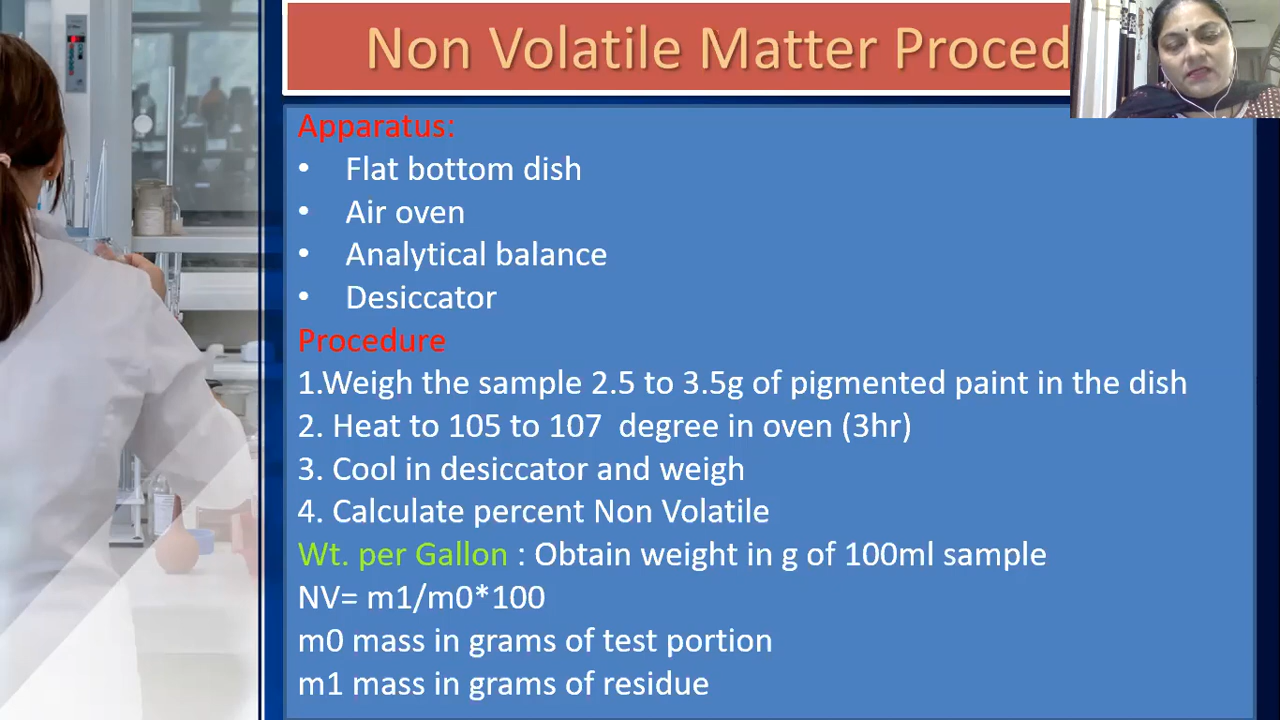 Non Volatile Matter Proced
Apparatus:
• Flat bottom dish
• Air oven
• Analytical balance
• Desiccator
Procedure
1.Weigh the sample 2.5 to 3.5g of pigmented paint in the dish
2. Heat to 105 to 107 degree in oven (3hr)
3. Cool in desiccator and weigh
4. Calculate percent Non Volatile
Wt. per Gallon : Obtain weight in g of 100ml sample
NV= m1/m0*100
m0 mass in grams of test portion
m1 mass in grams of residue